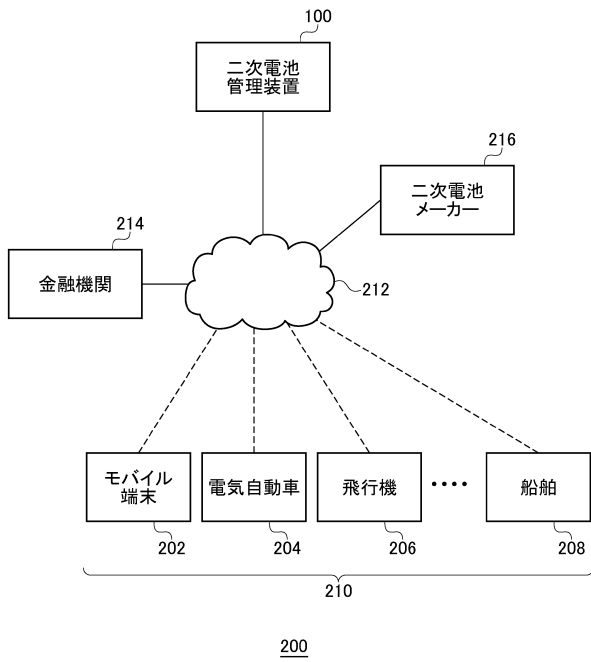 100
二次電池
管理装置
216
二次電池
メーカー
214
金融機関
212
モバイル
端末
電気自動車
飛行機
・・・・
船舶
202
204
206
208
210
200